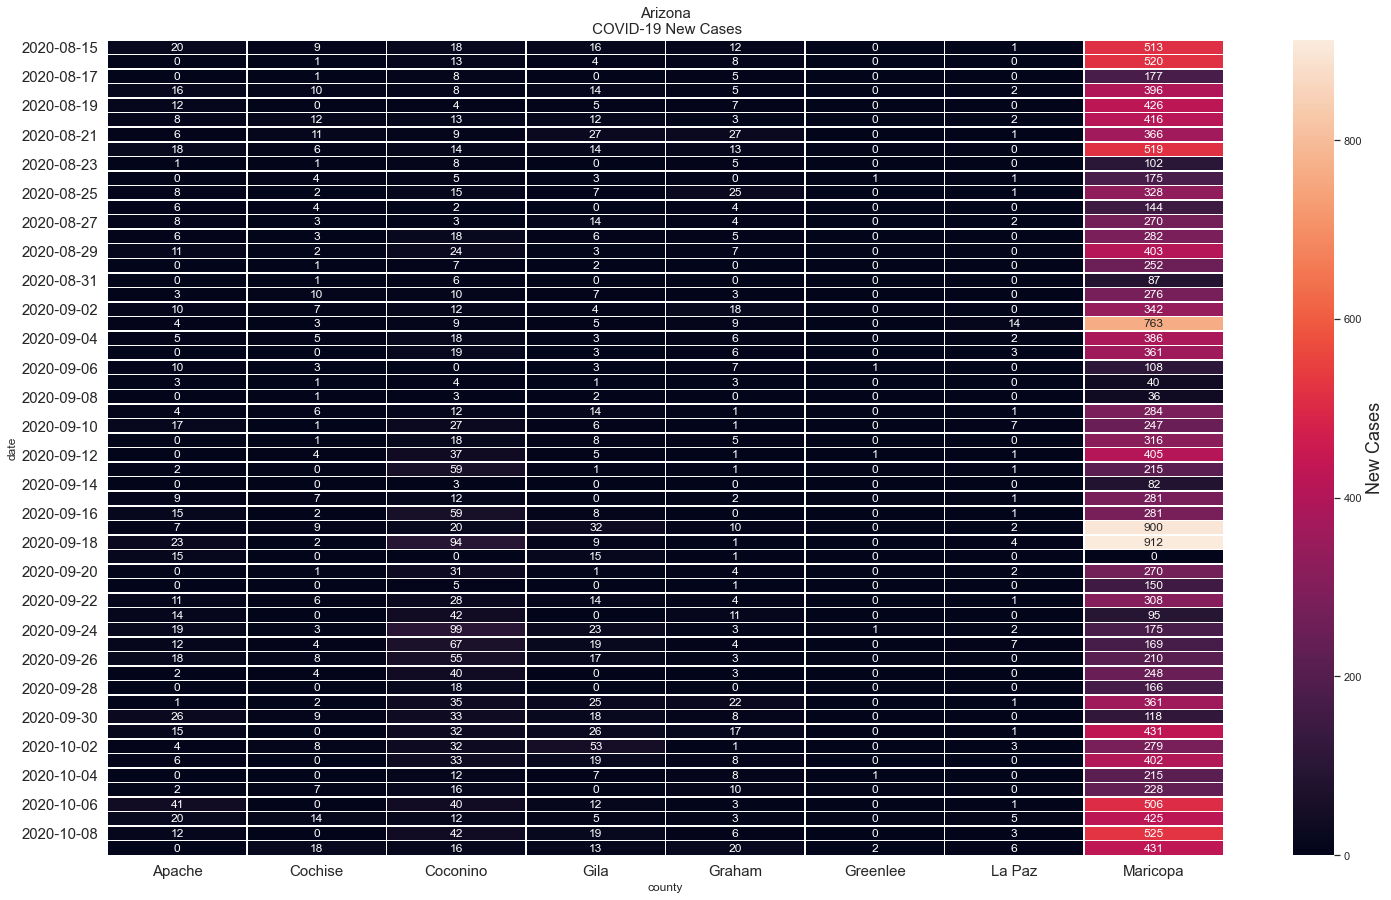 Arizona
COVID-19 New Cases
2020-08-15 20 9 18 16 12 0 1 513
0 1 13 4 8 0 0 520
2020-08-17 0 1 8 0 5 0 0 177
16 10 8 14 5 0 2 396
2020-08-19 12 0 4 5 7 0 0 426
8 12 13 12 3 0 2 416
2020-08-21 6 11 9 27 27 0 1 366
18 6 14 14 13 0 0 519
2020-08-23 1 1 8 0 5 0 0 102
0 4 5 3 0 1 1 175
2020-08-25 8 2 15 7 25 0 1 328
6 4 2 0 4 0 0 144
2020-08-27 8 3 3 14 4 0 2 270
6 3 18 6 5 0 0 282
2020-08-29 11 2 24 3 7 0 0 403
0 1 7 2 0 0 0 252
2020-08-31 0 1 6 0 0 0 0 87
3 10 10 7 3 0 0 276
2020-09-02 10 7 12 4 18 0 0 342
4 3 9 5 9 0 14 763
2020-09-04 5 5 18 3 6 0 2 386
0 0 19 3 6 0 3 361
2020-09-06 10 3 0 3 7 1 0 108
3 1 4 1 3 0 0 40
2020-09-08 0 1 3 2 0 0 0 36
4 6 12 14 1 0 1 284
2020-09-10 17 1 27 6 1 0 7 247
0 1 18 8 5 0 0 316
2020-09-12 0 4 37 5 1 1 1 405
2 0 59 1 1 0 1 215
2020-09-14 0 0 3 0 0 0 0 82
9 7 12 0 2 0 1 281
2020-09-16 15 2 59 8 0 0 1 281
7 9 20 32 10 0 2 900
2020-09-18 23 2 94 9 1 0 4 912
15 0 0 15 1 0 0 0
2020-09-20 0 1 31 1 4 0 2 270
0 0 5 0 1 0 0 150
2020-09-22 11 6 28 14 4 0 1 308
14 0 42 0 11 0 0 95
2020-09-24 19 3 99 23 3 1 2 175
12 4 67 19 4 0 7 169
2020-09-26 18 8 55 17 3 0 0 210
2 4 40 0 3 0 0 248
2020-09-28 0 0 18 0 0 0 0 166
1 2 35 25 22 0 1 361
2020-09-30 26 9 33 18 8 0 0 118
15 0 32 26 17 0 1 431
2020-10-02 4 8 32 53 1 0 3 279
6 0 33 19 8 0 0 402
2020-10-04 0 0 12 7 8 1 0 215
2 7 16 0 10 0 0 228
2020-10-06 41 0 40 12 3 0 1 506
20 14 12 5 3 0 5 425
2020-10-08 12 0 42 19 6 0 3 525
0 18 16 13 20 2 6 431
Apache Cochise Coconino Gila Graham Greenlee La Paz Maricopa
county
date
800
600
400
200
0
New Cases